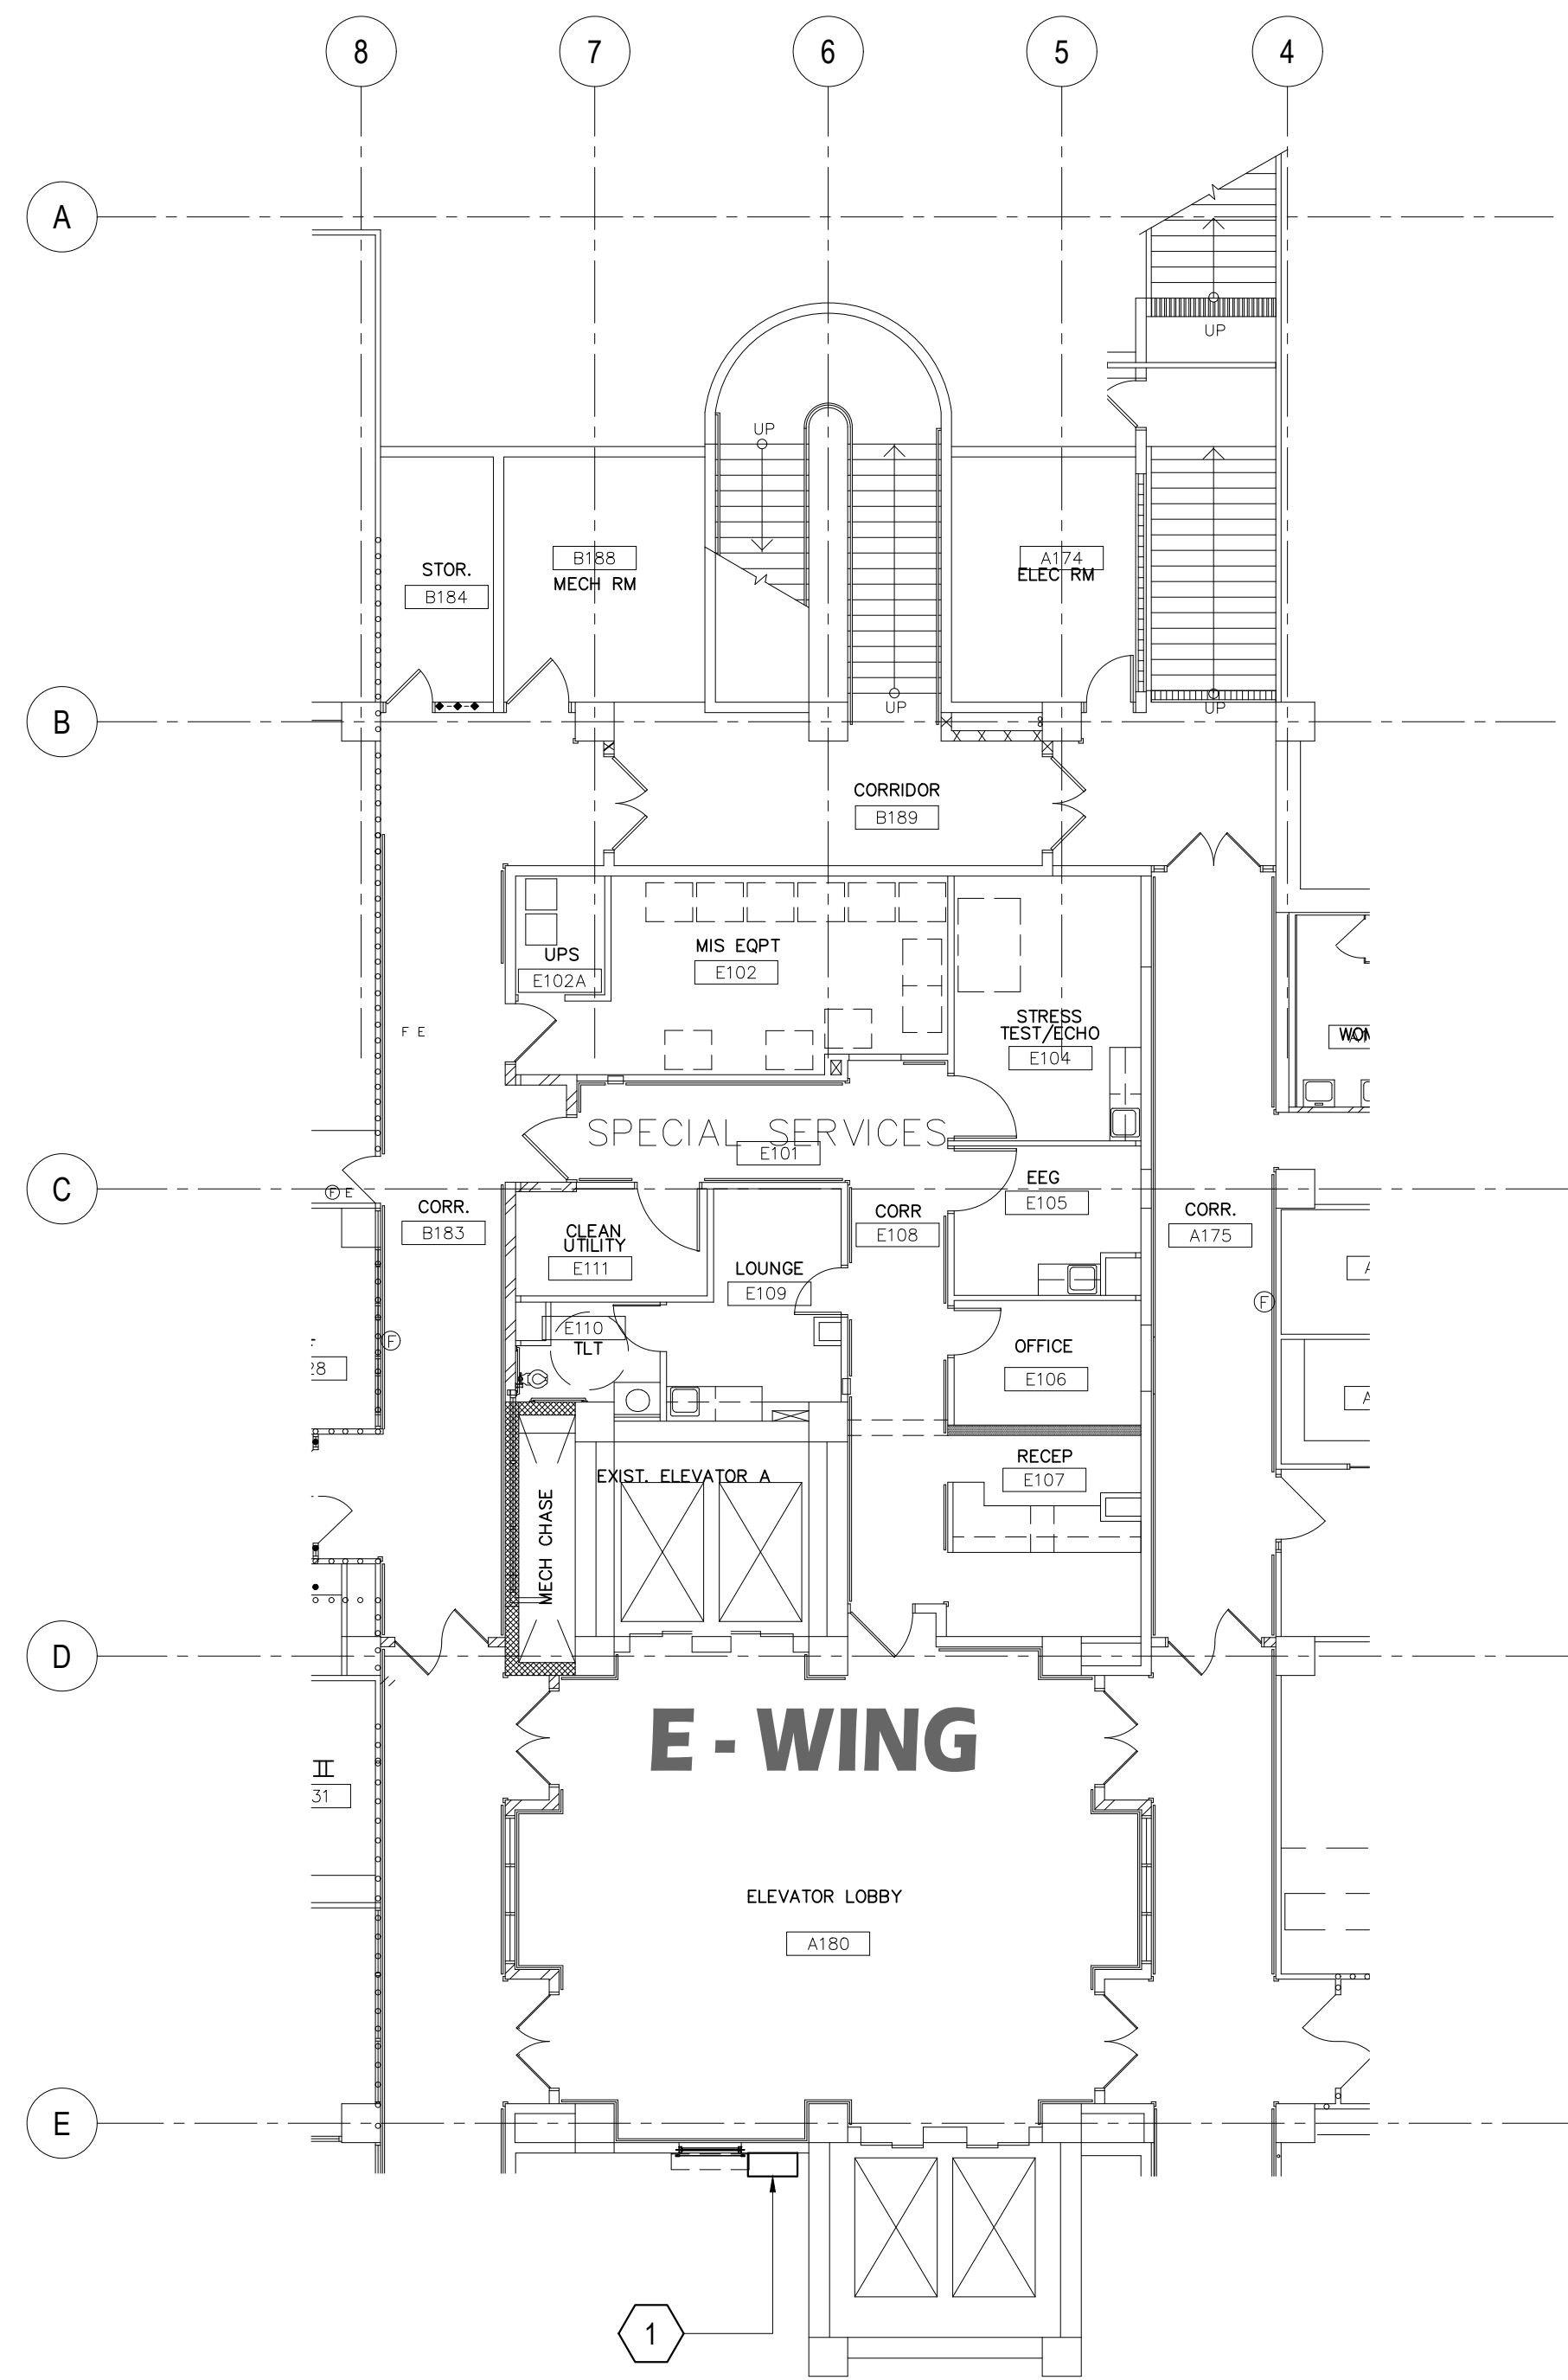 8
7
6
5
4
A
UP
UP
STOR.
B184
B188
MECH RM
A174
ELEC RM
B
UP
UP
CORRIDOR
B189
UPS
E102A
MIS EQPT
E102
STRESS
TEST/ECHO
E104
F E
SPECIAL SERVICES
E101
C
F E
CORR.
B183
CLEAN
UTILITY
E111
LOUNGE
E109
CORR
E108
EEG
E105
CORR.
A175
F
F
E110
TLT
OFFICE
E106
28
EXIST. ELEVATOR A
MECH CHASE
RECEP
E107
D
E - WING
II
31
ELEVATOR LOBBY
A180
E
1